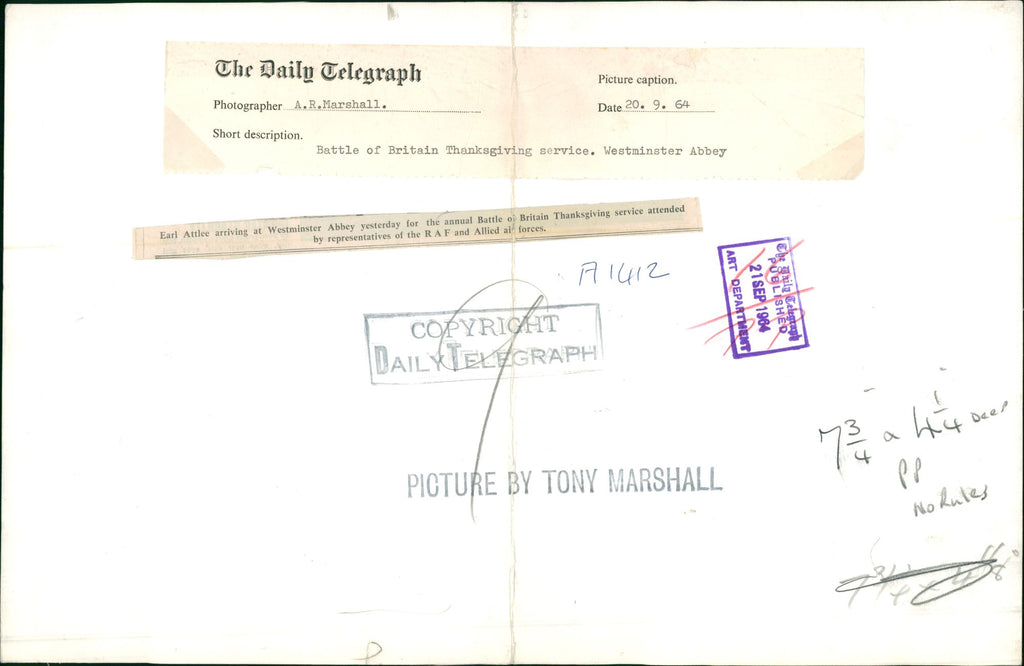 The Daily Telegraph
Picture caption.
Photographer A.R.Marshall.
Date 20. 9. 64
Short description.
Battle of Britain Thanksgiving service. Westminster Abbey
Earl Attlee arriving at Westminster Abbey yesterday for the annual Battle of Britain Thanksgiving service attended
by representatives of the R A F and Allied air forces.
A1412
The Daily Telegraph
PUBLISHED
21 SEP 1964
ART DEPARTMENT
COPYRIGHT
DAILY TELEGRAPH
7 3/4 a 4 1/4 Deep
PP
No Rules
PICTURE BY TONY MARSHALL